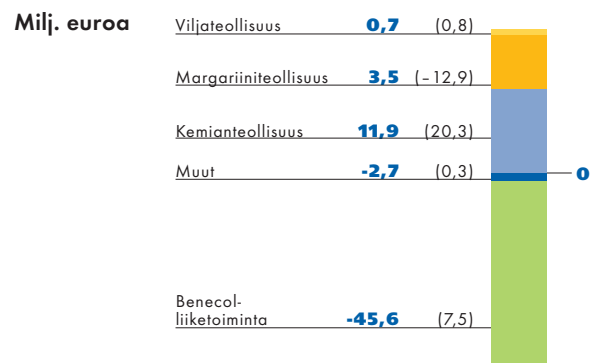 Milj. euroa
Viljateollisuus 0,7 (0,8)
Margariiniteollisuus 3,5 (–12,9)
Kemianteollisuus 11,9 (20,3)
Muut -2,7 (0,3)
0
Benecol-
liiketoiminta -45,6 (7,5)